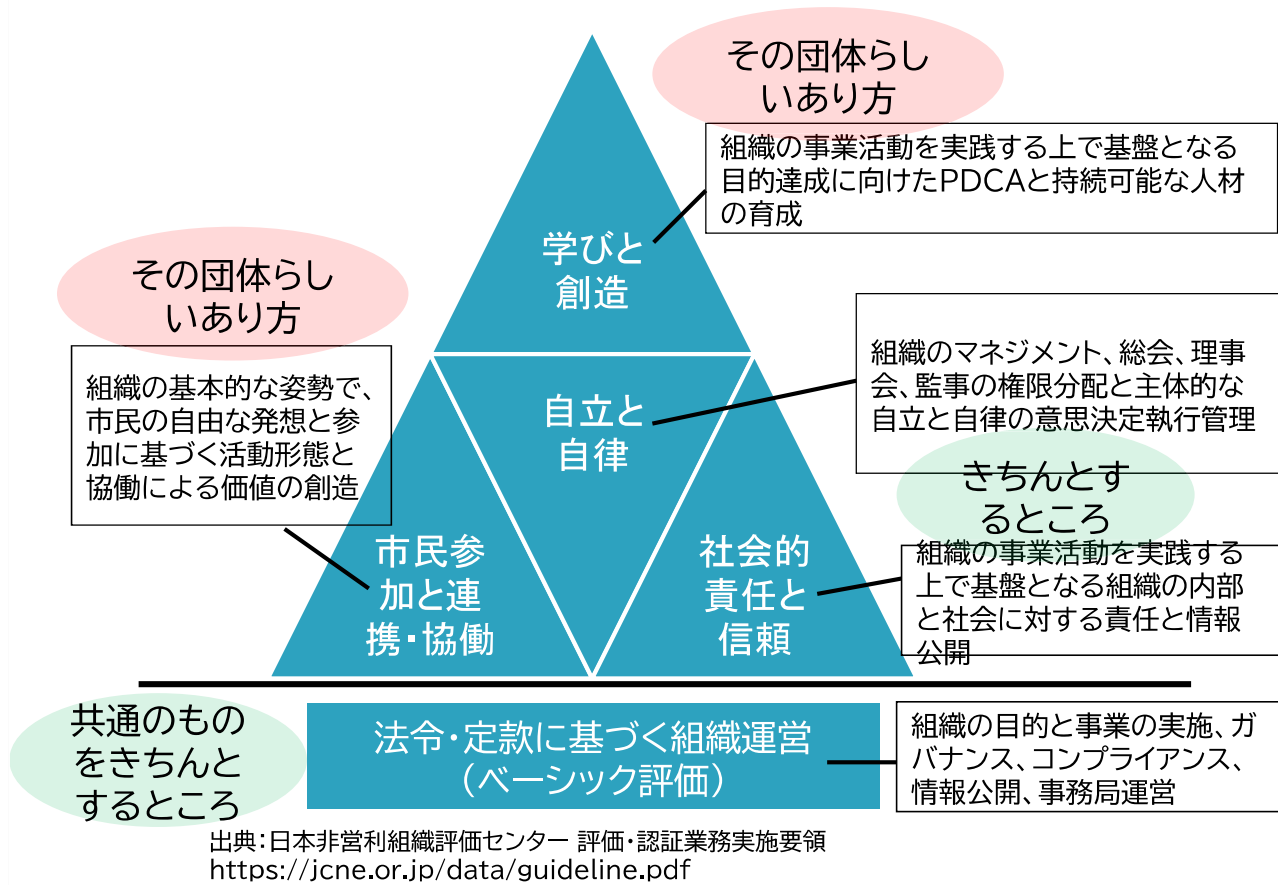 その団体らし
いあり方
組織の事業活動を実践する上で基盤となる
目的達成に向けたPDCAと持続可能な人材
の育成
学びと
創造
その団体らし
いあり方
組織の基本的な姿勢で、
市民の自由な発想と参
加に基づく活動形態と
協働による価値の創造
自立と
自律
組織のマネジメント、総会、理事
会、監事の権限分配と主体的な
自立と自律の意思決定執行管理
きちんとす
るところ
市民参
加と連
携・協働
社会的
責任と
信頼
組織の事業活動を実践する
上で基盤となる組織の内部
と社会に対する責任と情報
公開
共通のもの
をきちんと
するところ
法令・定款に基づく組織運営
（ベーシック評価）
組織の目的と事業の実施、ガ
バナンス、コンプライアンス、
情報公開、事務局運営
出典：日本非営利組織評価センター 評価・認証業務実施要領
https://jcne.or.jp/data/guideline.pdf